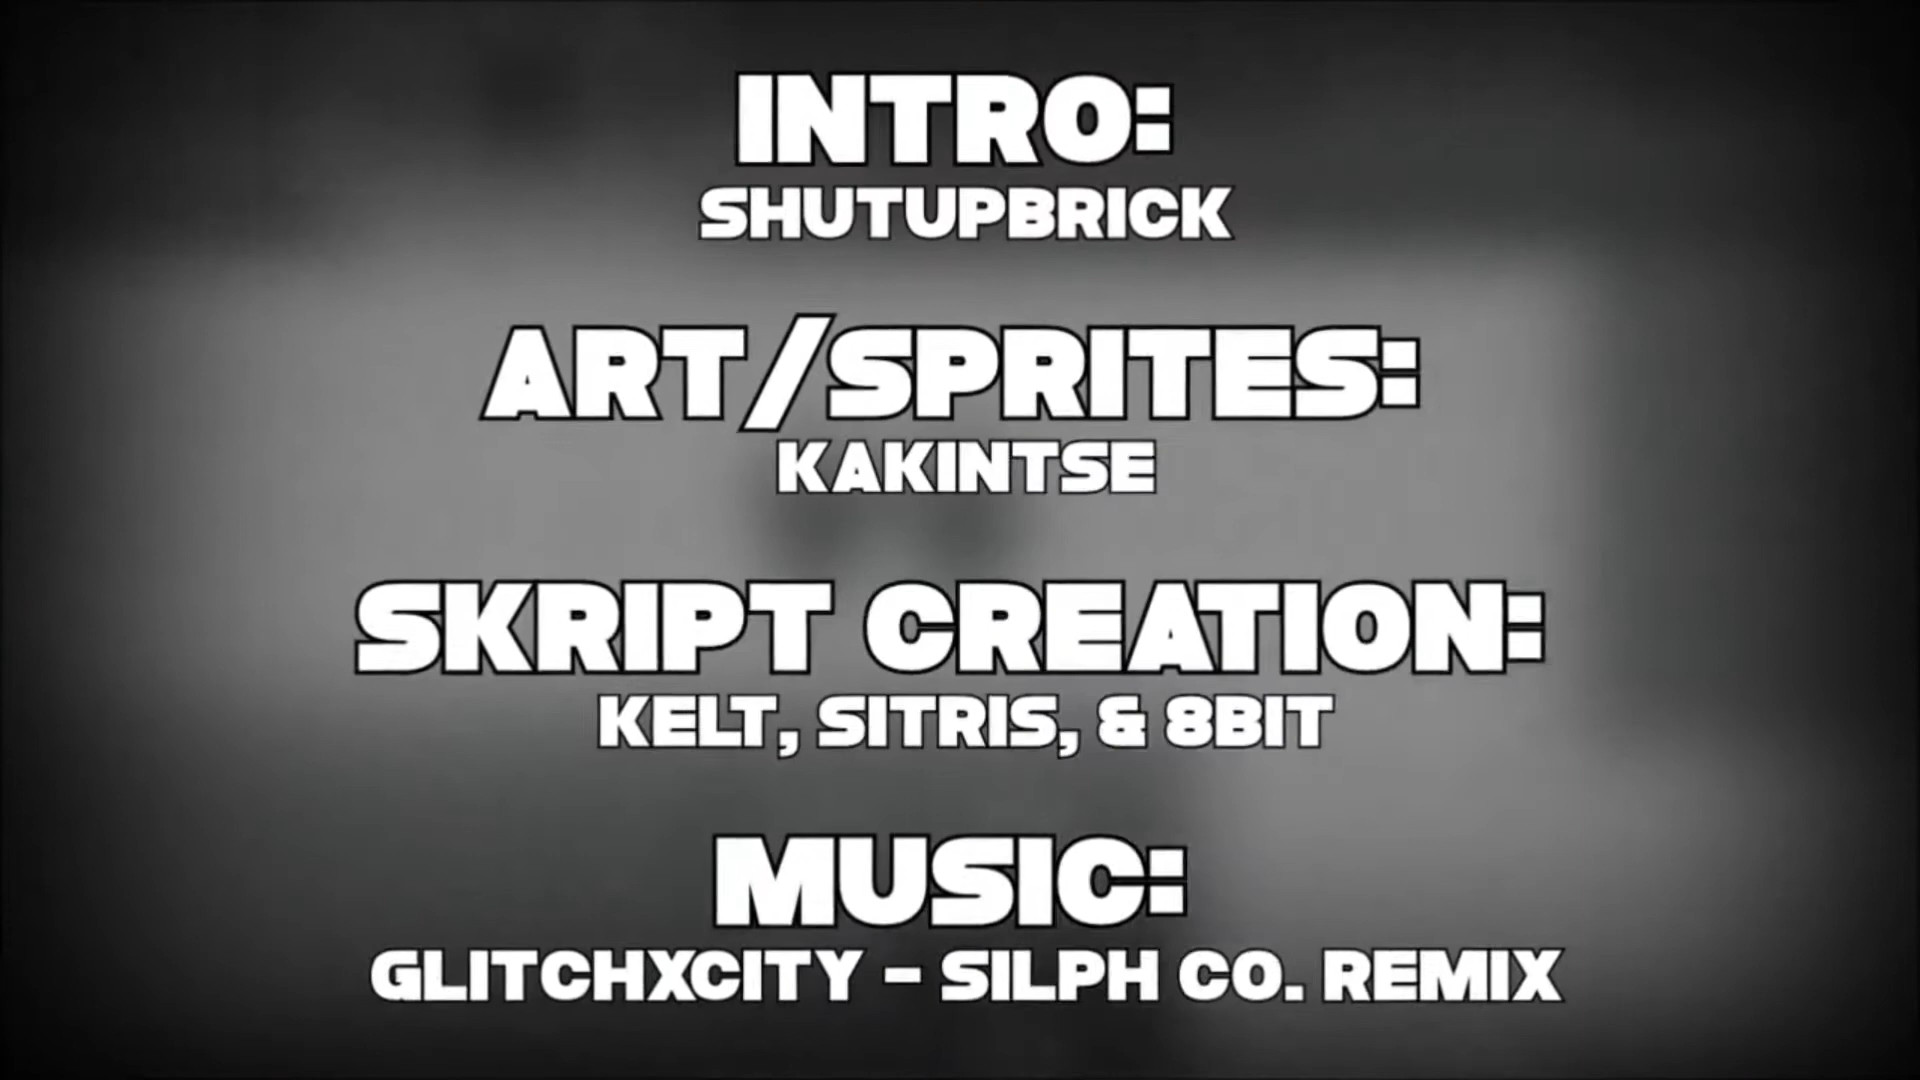 INTRO:
SHUTUPBRICK
ART/SPRITES:
KAKINTSE
SKRIPT CREATION:
KELT, SITRIS, & 8BIT
MUSIC:
GLITCHXCITY - SILPH CO. REMIX